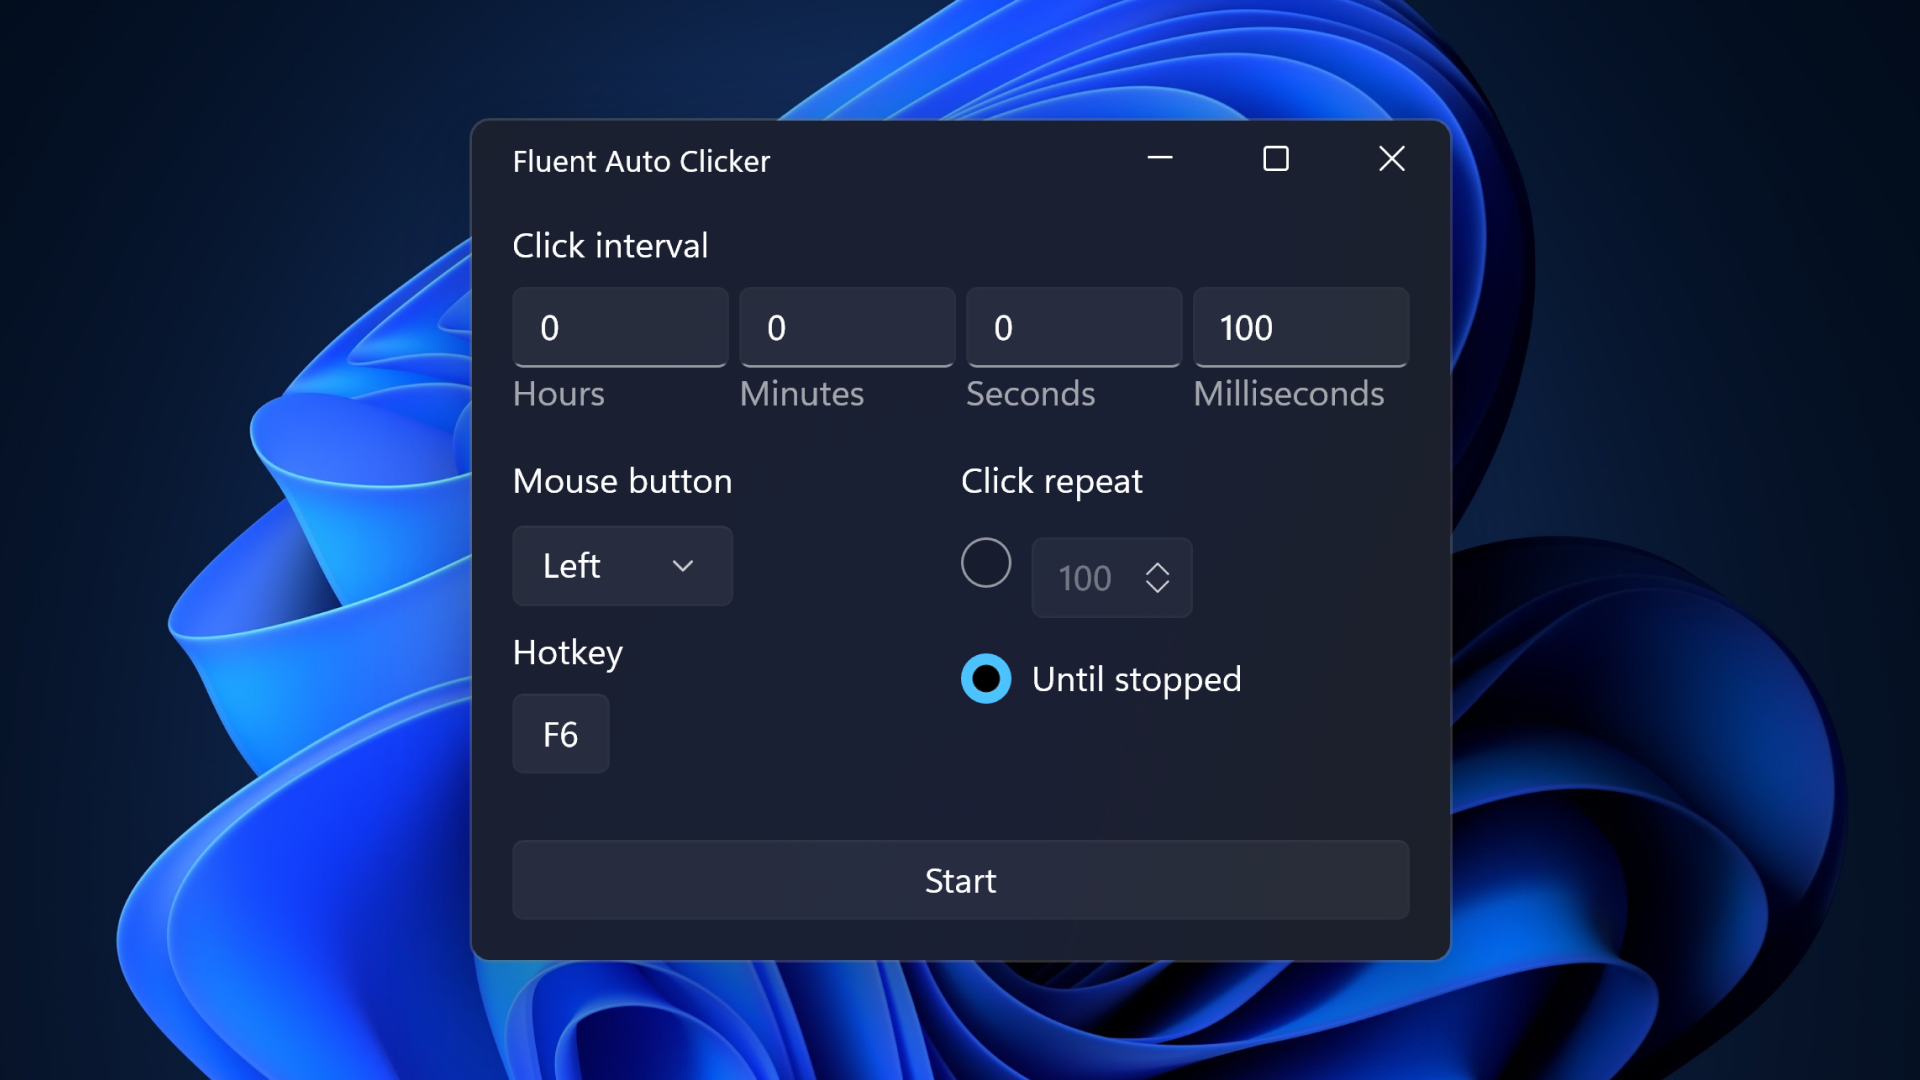 Fluent Auto Clicker
Click interval
0 0 0 100
Hours Minutes Seconds Milliseconds
Mouse button
Left
Hotkey
F6
Click repeat
100
Until stopped
Start